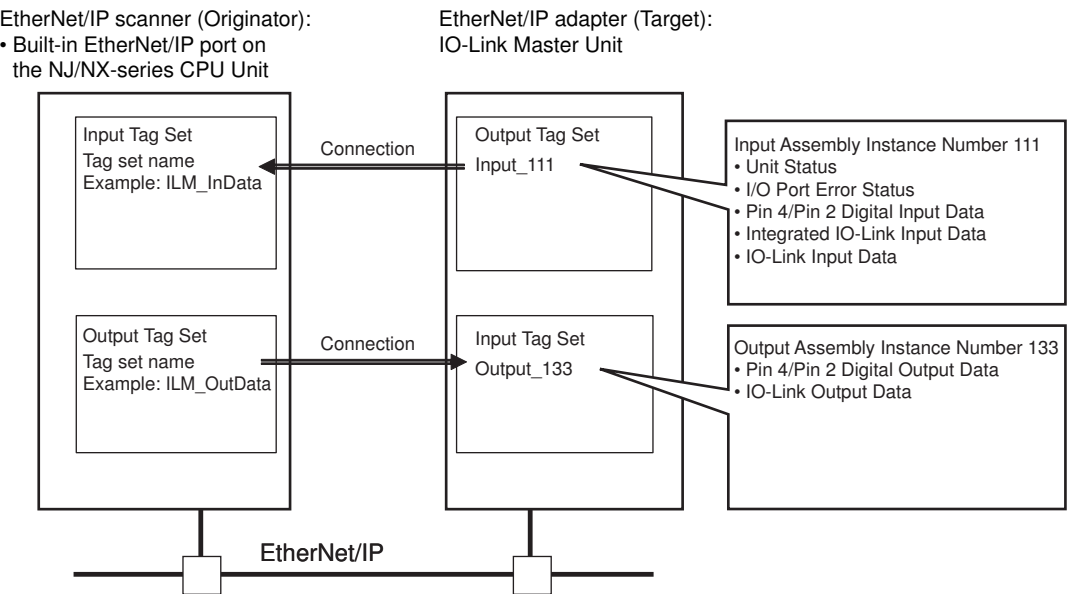 EtherNet/IP scanner (Originator):
• Built-in EtherNet/IP port on
the NJ/NX-series CPU Unit
EtherNet/IP adapter (Target):
IO-Link Master Unit
Input Tag Set
Tag set name
Example: ILM_InData
Connection
Output Tag Set
Input_111
Input Assembly Instance Number 111
• Unit Status
• I/O Port Error Status
• Pin 4/Pin 2 Digital Input Data
• Integrated IO-Link Input Data
• IO-Link Input Data
Output Tag Set
Tag set name
Example: ILM_OutData
Connection
Input Tag Set
Output_133
Output Assembly Instance Number 133
• Pin 4/Pin 2 Digital Output Data
• IO-Link Output Data
EtherNet/IP